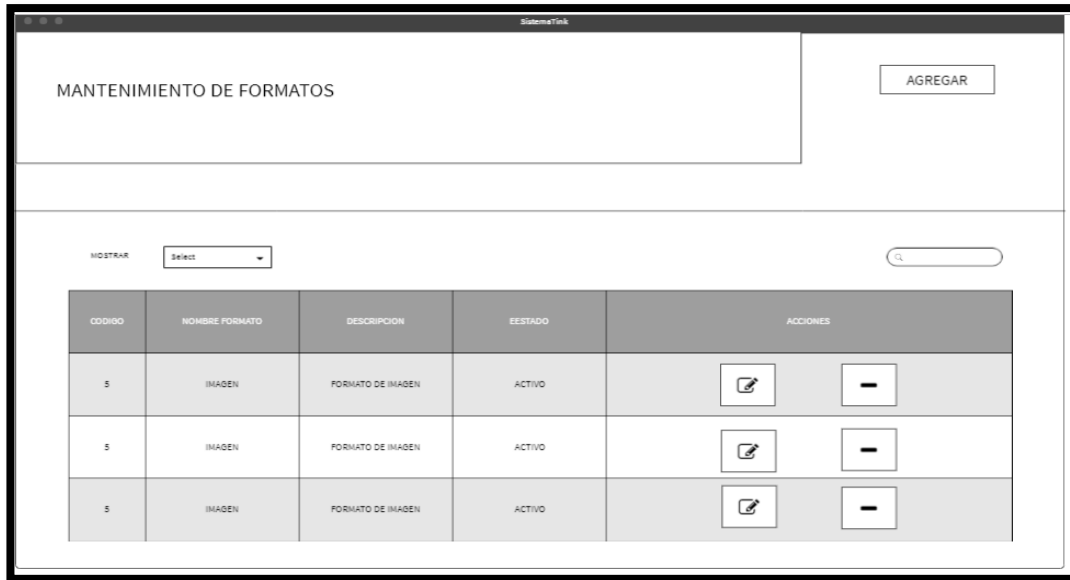 SistemaTink
MANTENIMIENTO DE FORMATOS
AGREGAR
MOSTRAR Select
CODIGO NOMBRE FORMATO DESCRIPCION EESTADO ACCIONES
5 IMAGEN FORMATO DE IMAGEN ACTIVO
5 IMAGEN FORMATO DE IMAGEN ACTIVO
5 IMAGEN FORMATO DE IMAGEN ACTIVO